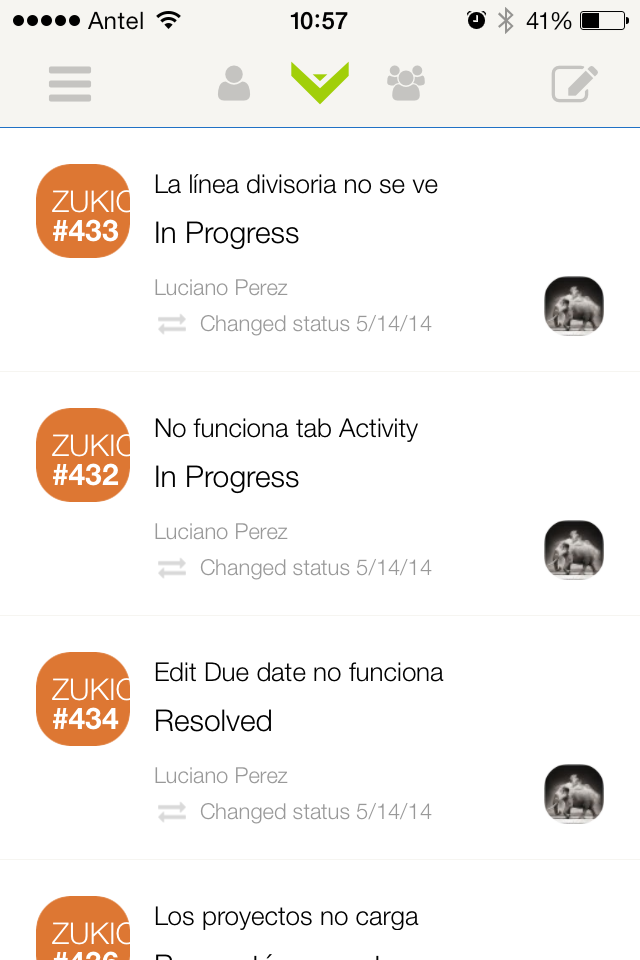 Antel 10:57 41%
ZUKIC
#433
La línea divisoria no se ve
In Progress
Luciano Perez
Changed status 5/14/14
ZUKIC
#432
No funciona tab Activity
In Progress
Luciano Perez
Changed status 5/14/14
ZUKIC
#434
Edit Due date no funciona
Resolved
Luciano Perez
Changed status 5/14/14
ZUKIC
Los proyectos no carga